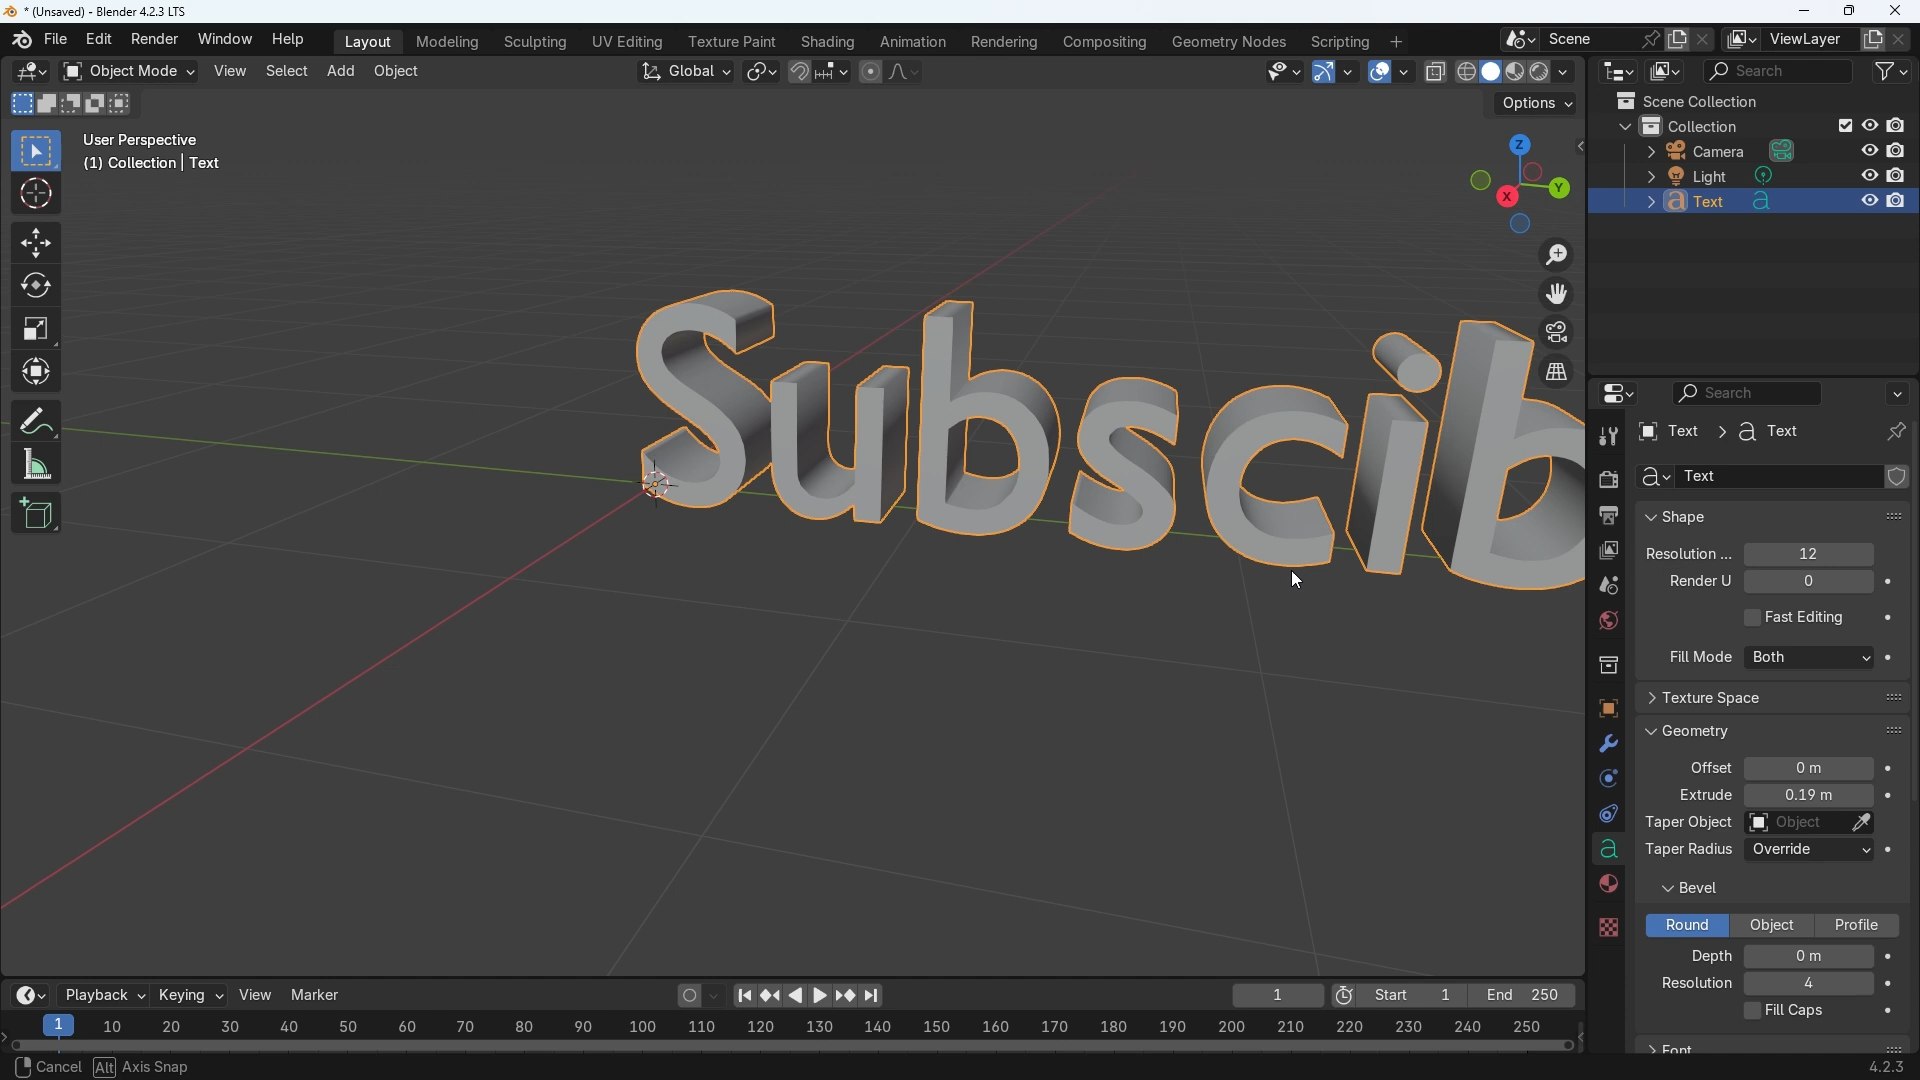 * (Unsaved) - Blender 4.2.3 LTS
File Edit Render Window Help Layout Modeling Sculpting UV Editing Texture Paint Shading Animation Rendering Compositing Geometry Nodes Scripting + Scene ViewLayer
Object Mode View Select Add Object Global Search
Options
Scene Collection
Collection
Camera
Light
Text
User Perspective
(1) Collection | Text
Z
Y
X
Subscib
Search
Text > Text
Text
Shape
Resolution ... 12
Render U 0
Fast Editing
Fill Mode Both
Texture Space
Geometry
Offset 0 m
Extrude 0.19 m
Taper Object Object
Taper Radius Override
Bevel
Round Object Profile
Depth 0 m
Resolution 4
Fill Caps
Font
Playback Keying View Marker 1 Start 1 End 250
1 10 20 30 40 50 60 70 80 90 100 110 120 130 140 150 160 170 180 190 200 210 220 230 240 250
Cancel Alt Axis Snap 4.2.3